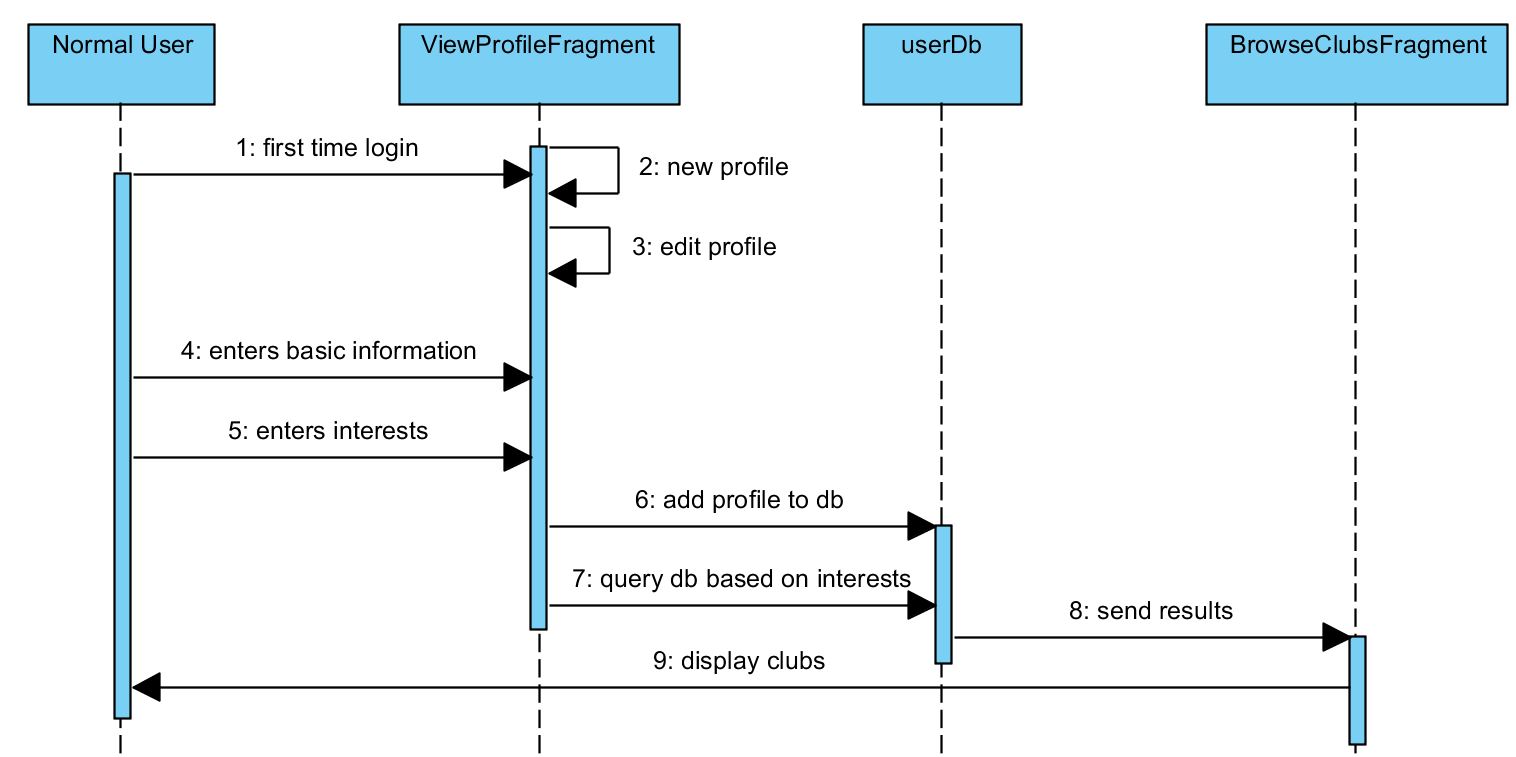 Normal User
ViewProfileFragment
userDb
BrowseClubsFragment
1: first time login
2: new profile
3: edit profile
4: enters basic information
5: enters interests
6: add profile to db
7: query db based on interests
8: send results
9: display clubs